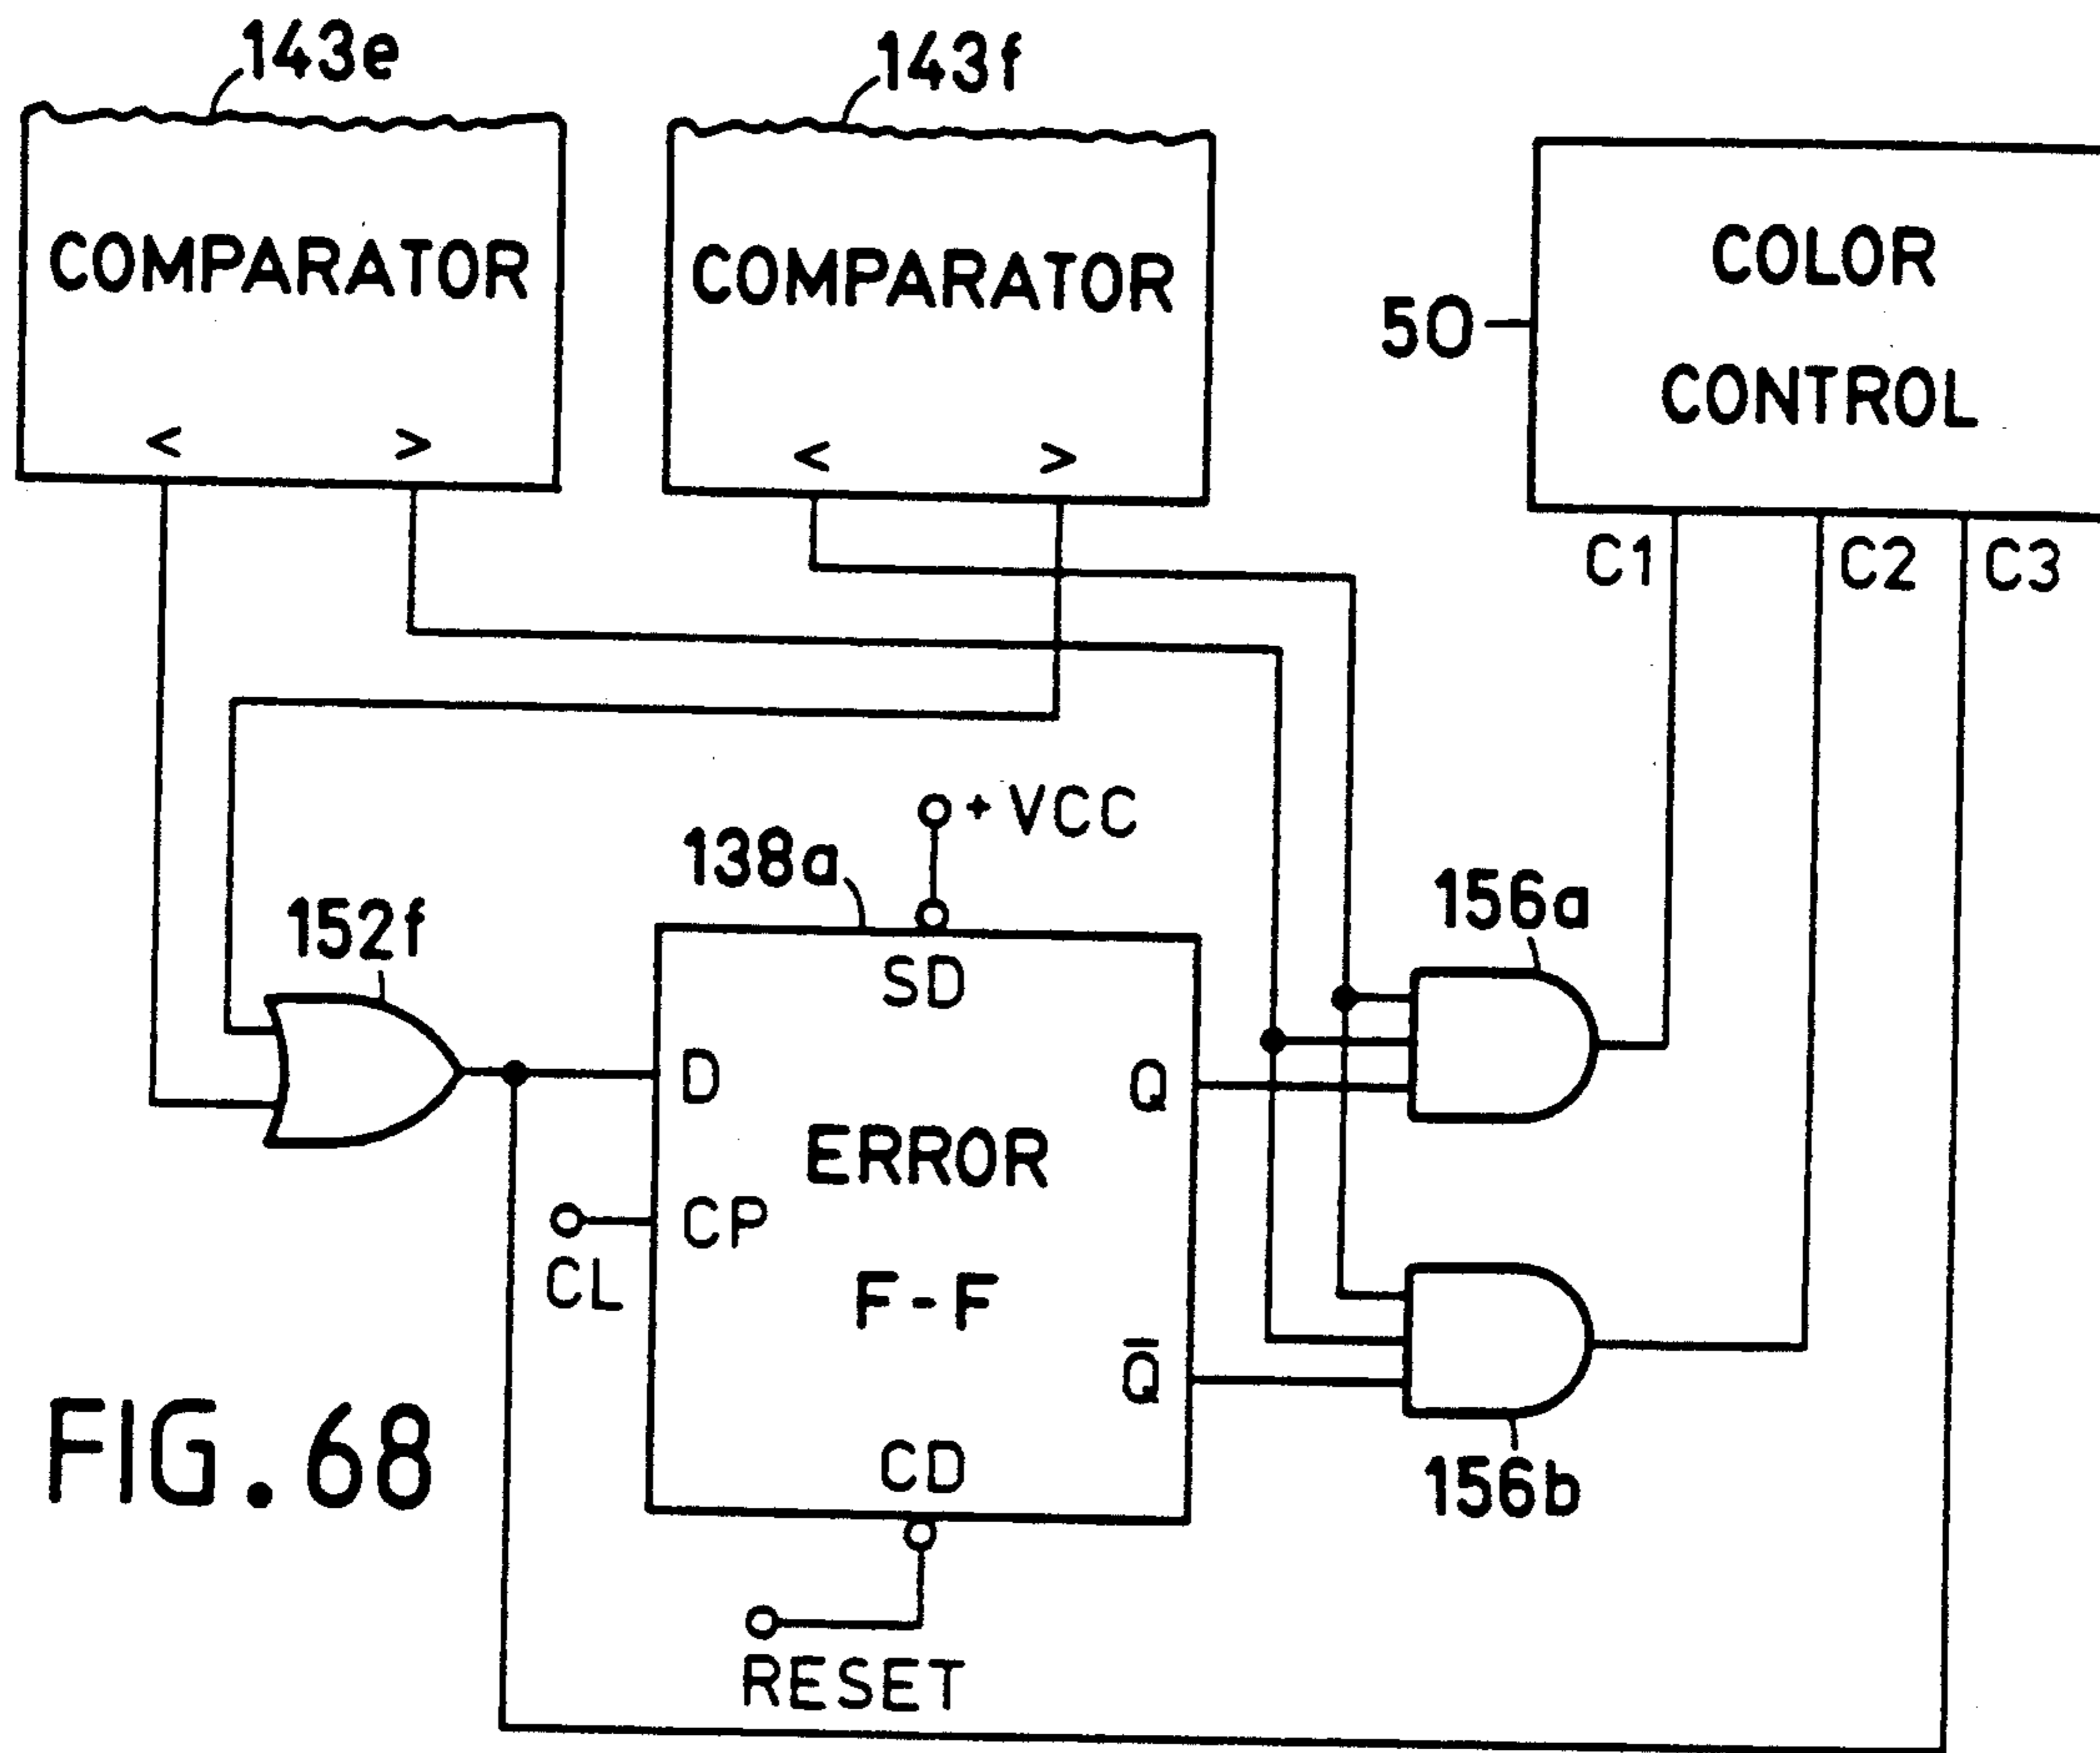 143e
143f
COMPARATOR
< >
COMPARATOR
< >
50
COLOR
CONTROL
C1
C2
C3
+ VCC
138a
152f
156a
SD
D
Q
ERROR
CP
CL
F-F
Q̅
CD
156b
RESET
FIG. 68